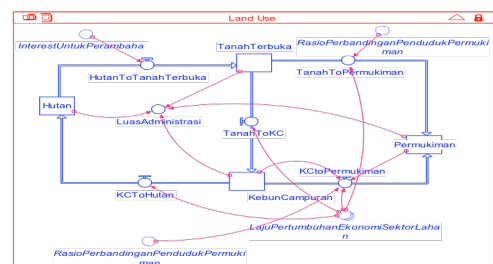 Land Use
InterestUntukPerambaha
RasioPerbandinganPendudukPermuki
man
TanahTerbuka
HutanToTanahTerbuka
TanahToPermukiman
Hutan
LuasAdministrasi
TanahToKC
Permukiman
KCtoPermukiman
KCToHutan
KebunCampuran
LajuPertumbuhanEkonomiSektorLaha
n
RasioPerbandinganPendudukPermuki
man